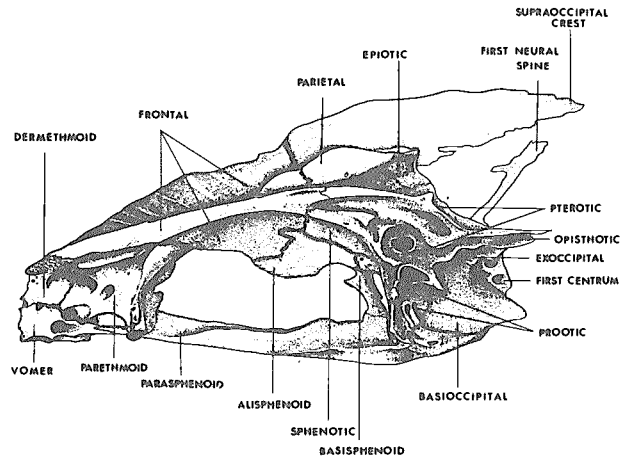 SUPRAOCCIPITAL
CREST
FIRST NEURAL
SPINE
EPIOTIC
PARIETAL
FRONTAL
DERMETHMOID
PTEROTIC
OPISTHOTIC
EXOCCIPITAL
FIRST CENTRUM
PROOTIC
VOMER
PARETHMOID
PARASPHENOID
BASIOCCIPITAL
ALISPHENOID
SPHENOTIC
BASISPHENOID